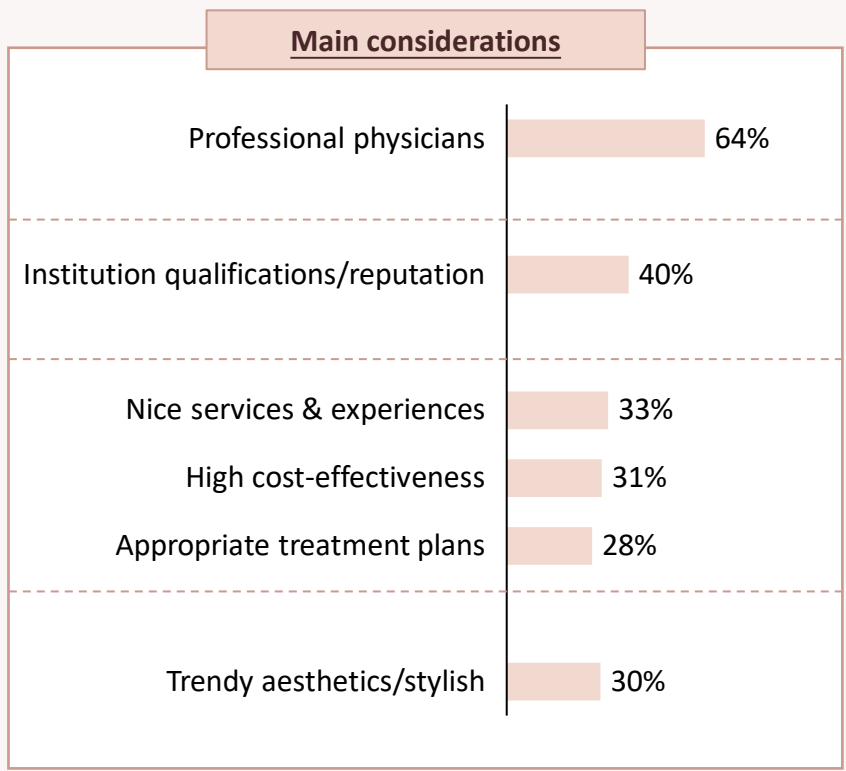 Main considerations
Professional physicians 64%
Institution qualifications/reputation 40%
Nice services & experiences 33%
High cost-effectiveness 31%
Appropriate treatment plans 28%
Trendy aesthetics/stylish 30%